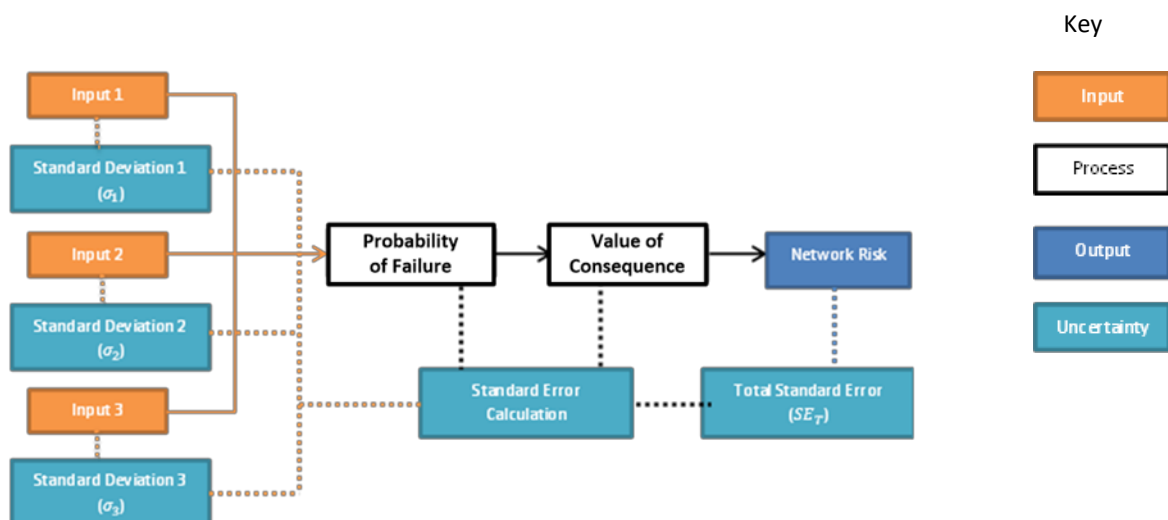 Key
Input 1
Standard Deviation 1
(σ₁)
Input 2
Standard Deviation 2
(σ₂)
Input 3
Standard Deviation 3
(σ₃)
Probability
of Failure
Value of
Consequence
Network Risk
Standard Error
Calculation
Total Standard Error
(SE_T)
Input
Process
Output
Uncertainty